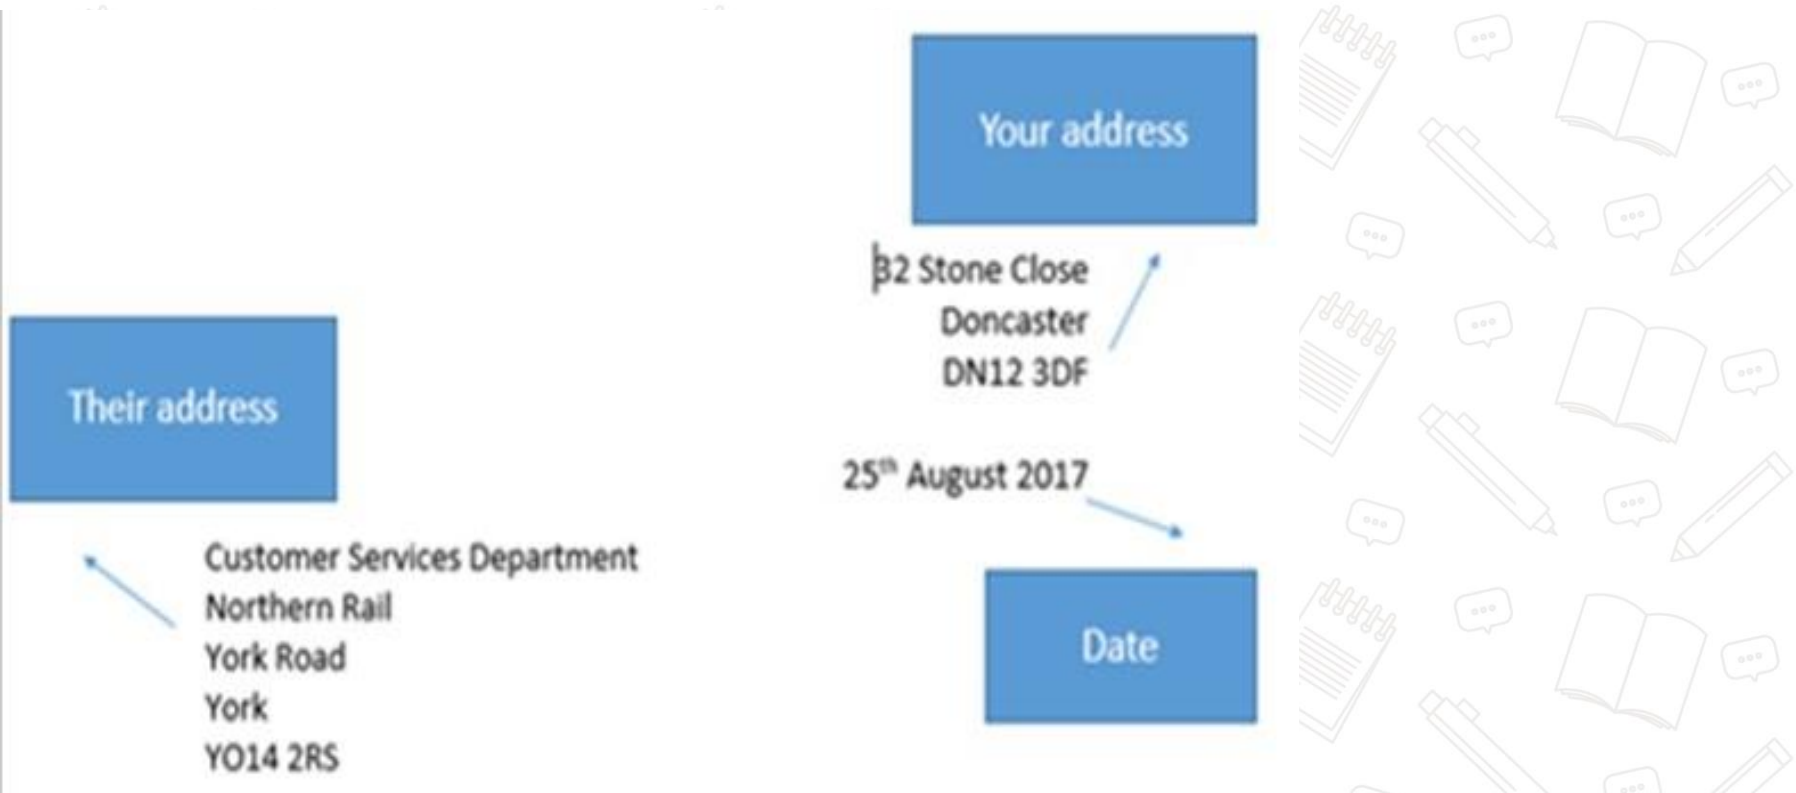 Your address
32 Stone Close
Doncaster
DN12 3DF
Their address
25th August 2017
Customer Services Department
Northern Rail
York Road
York
YO14 2RS
Date